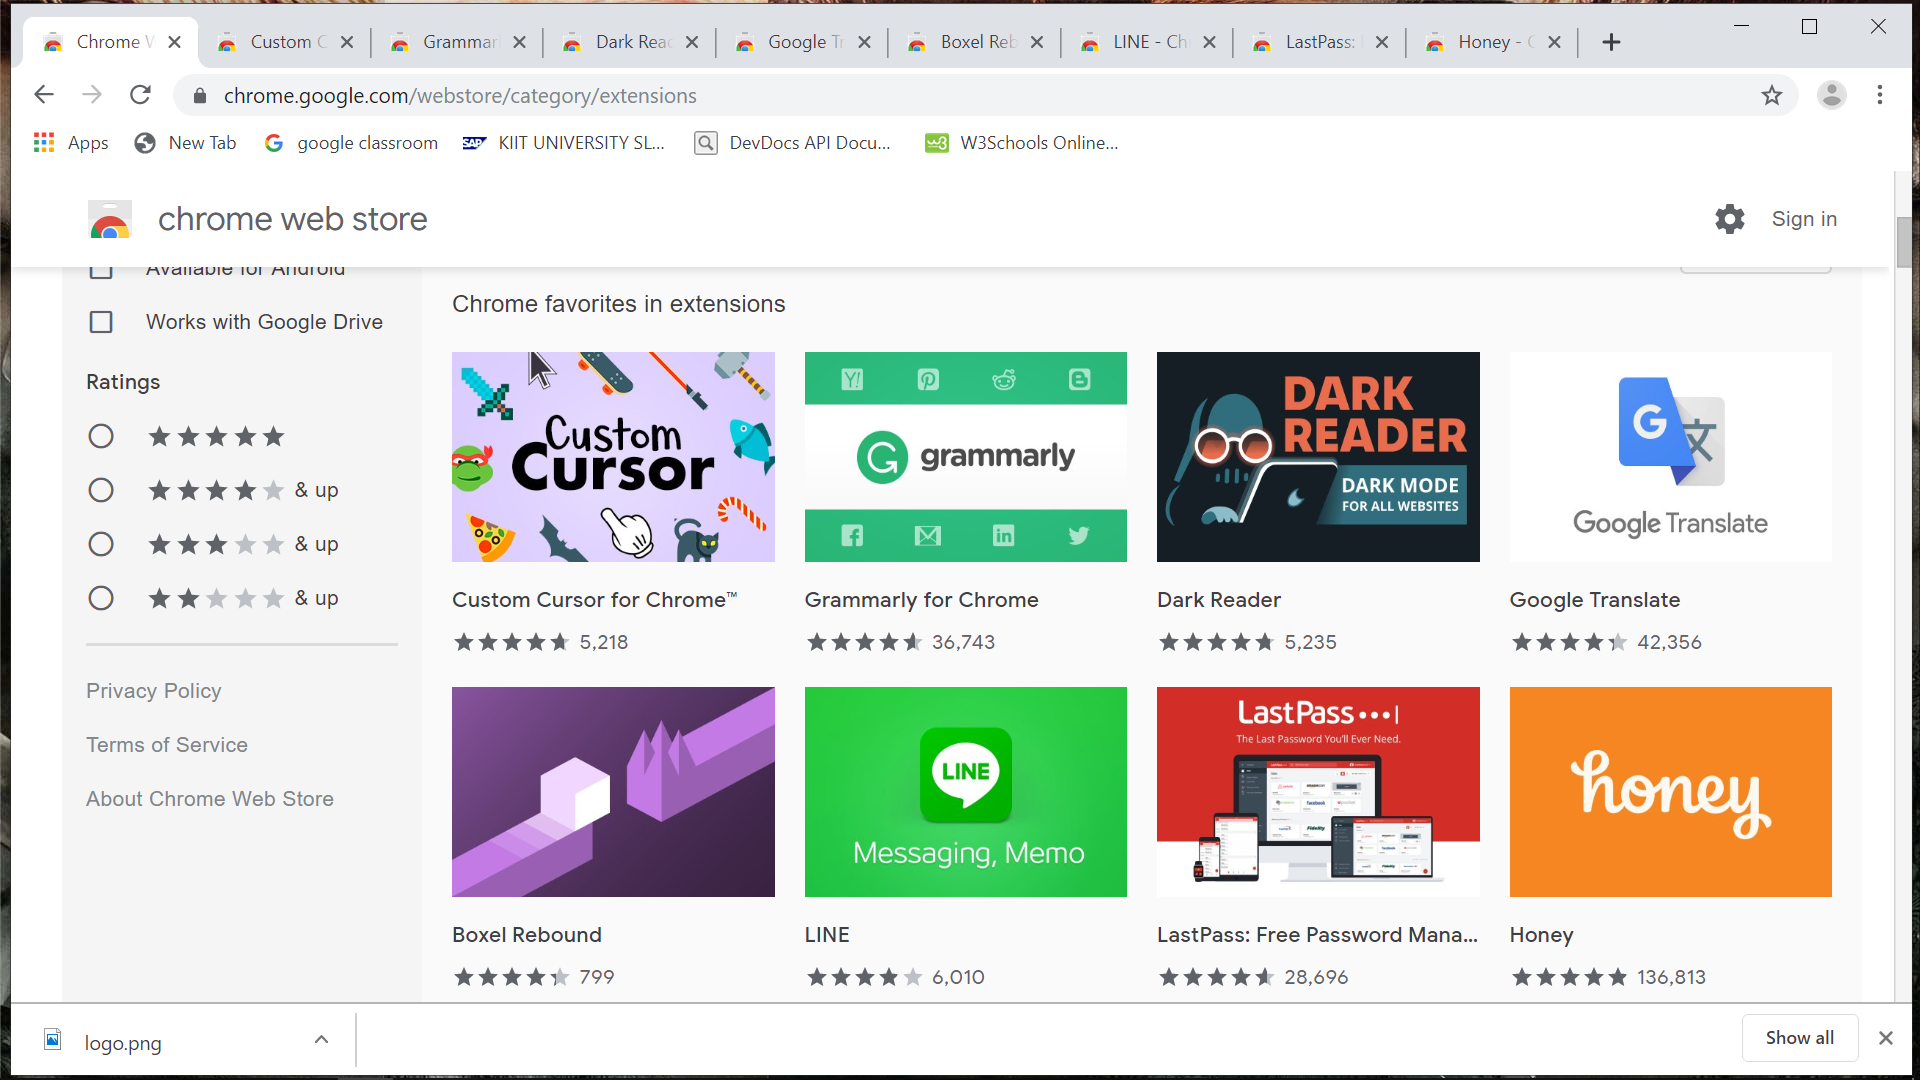 Chrome W
Custom C
Grammar
Dark Read
Google Tr
Boxel Reb
LINE - Ch
LastPass:
Honey - C
chrome.google.com/webstore/category/extensions
Apps
New Tab
google classroom
SAP
KIIT UNIVERSITY SL...
DevDocs API Docu...
W3Schools Online...
chrome web store
Sign in
Available for Android
Works with Google Drive
Ratings
& up
& up
& up
Privacy Policy
Terms of Service
About Chrome Web Store
Chrome favorites in extensions
Custom
Cursor
Custom Cursor for Chrome™
5,218
grammarly
Grammarly for Chrome
36,743
DARK
READER
DARK MODE
FOR ALL WEBSITES
Dark Reader
5,235
Google Translate
Google Translate
42,356
Boxel Rebound
799
LINE
Messaging, Memo
LINE
6,010
LastPass •••|
The Last Password You'll Ever Need.
LastPass: Free Password Mana...
28,696
honey
Honey
136,813
logo.png
Show all